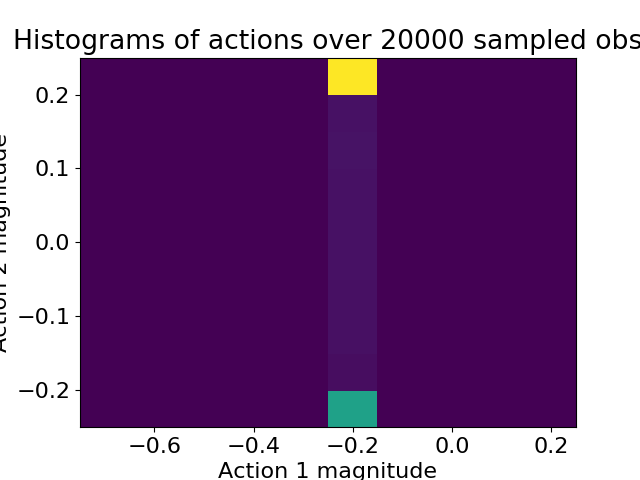 Histograms of actions over 20000 sampled obs
Action 2 magnitude
0.2
0.1
0.0
−0.1
−0.2
−0.6 −0.4 −0.2 0.0 0.2
Action 1 magnitude